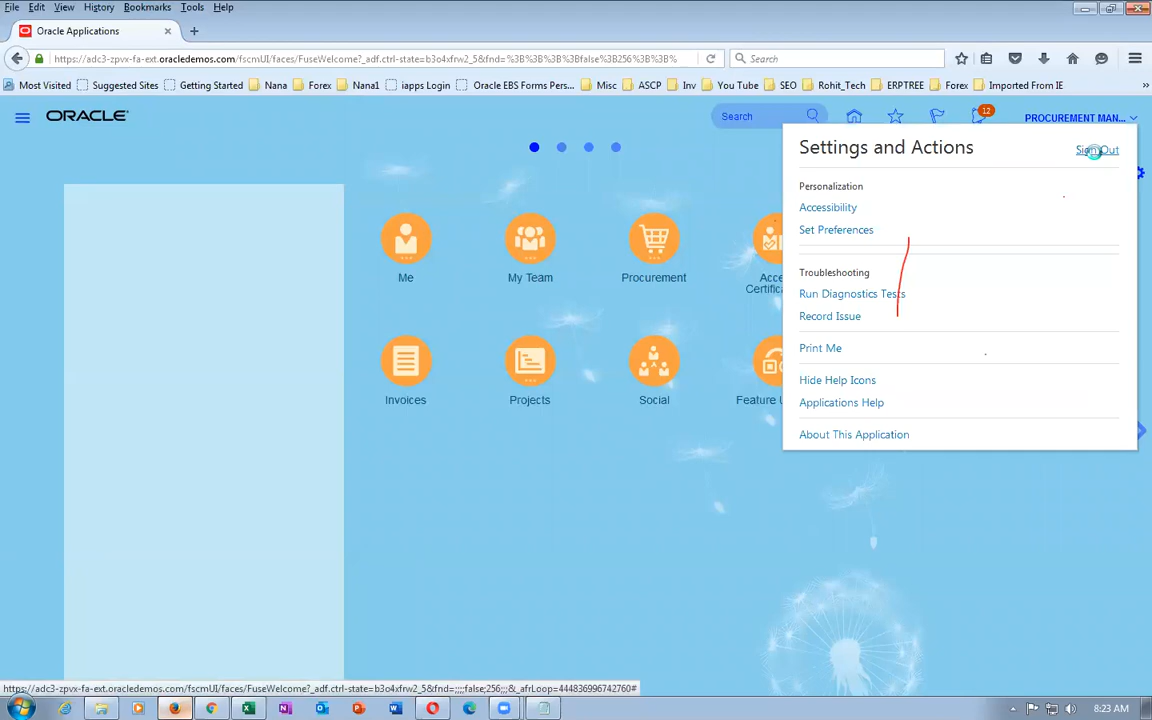 File Edit View History Bookmarks Tools Help
Oracle Applications
https://adc3-zpvx-fa-ext.oracledemos.com/fscmUI/faces/FuseWelcome?_adf.ctrl-state=b3o4xfrw2_5&fnd=%3B%3B%3B%3Bfalse%3B256%3B%3B%3B% Search
Most Visited Suggested Sites Getting Started Nana Forex Nana1 iapps Login Oracle EBS Forms Pers... Misc ASCP Inv You Tube SEO Rohit_Tech ERPTREE Forex Imported From IE »
ORACLE Search 12 PROCUREMENT MAN...
Settings and Actions Sign Out
Personalization
Accessibility
Set Preferences
Troubleshooting
Run Diagnostics Tests
Record Issue
Print Me
Hide Help Icons
Applications Help
About This Application
Me My Team Procurement
Invoices Projects Social Feature
https://adc3-zpvx-fa-ext.oracledemos.com/fscmUI/faces/FuseWelcome?_adf.ctrl-state=b3o4xfrw2_5&fnd=;;;;false;256;;;&_afrLoop=444836996742760#
8:23 AM